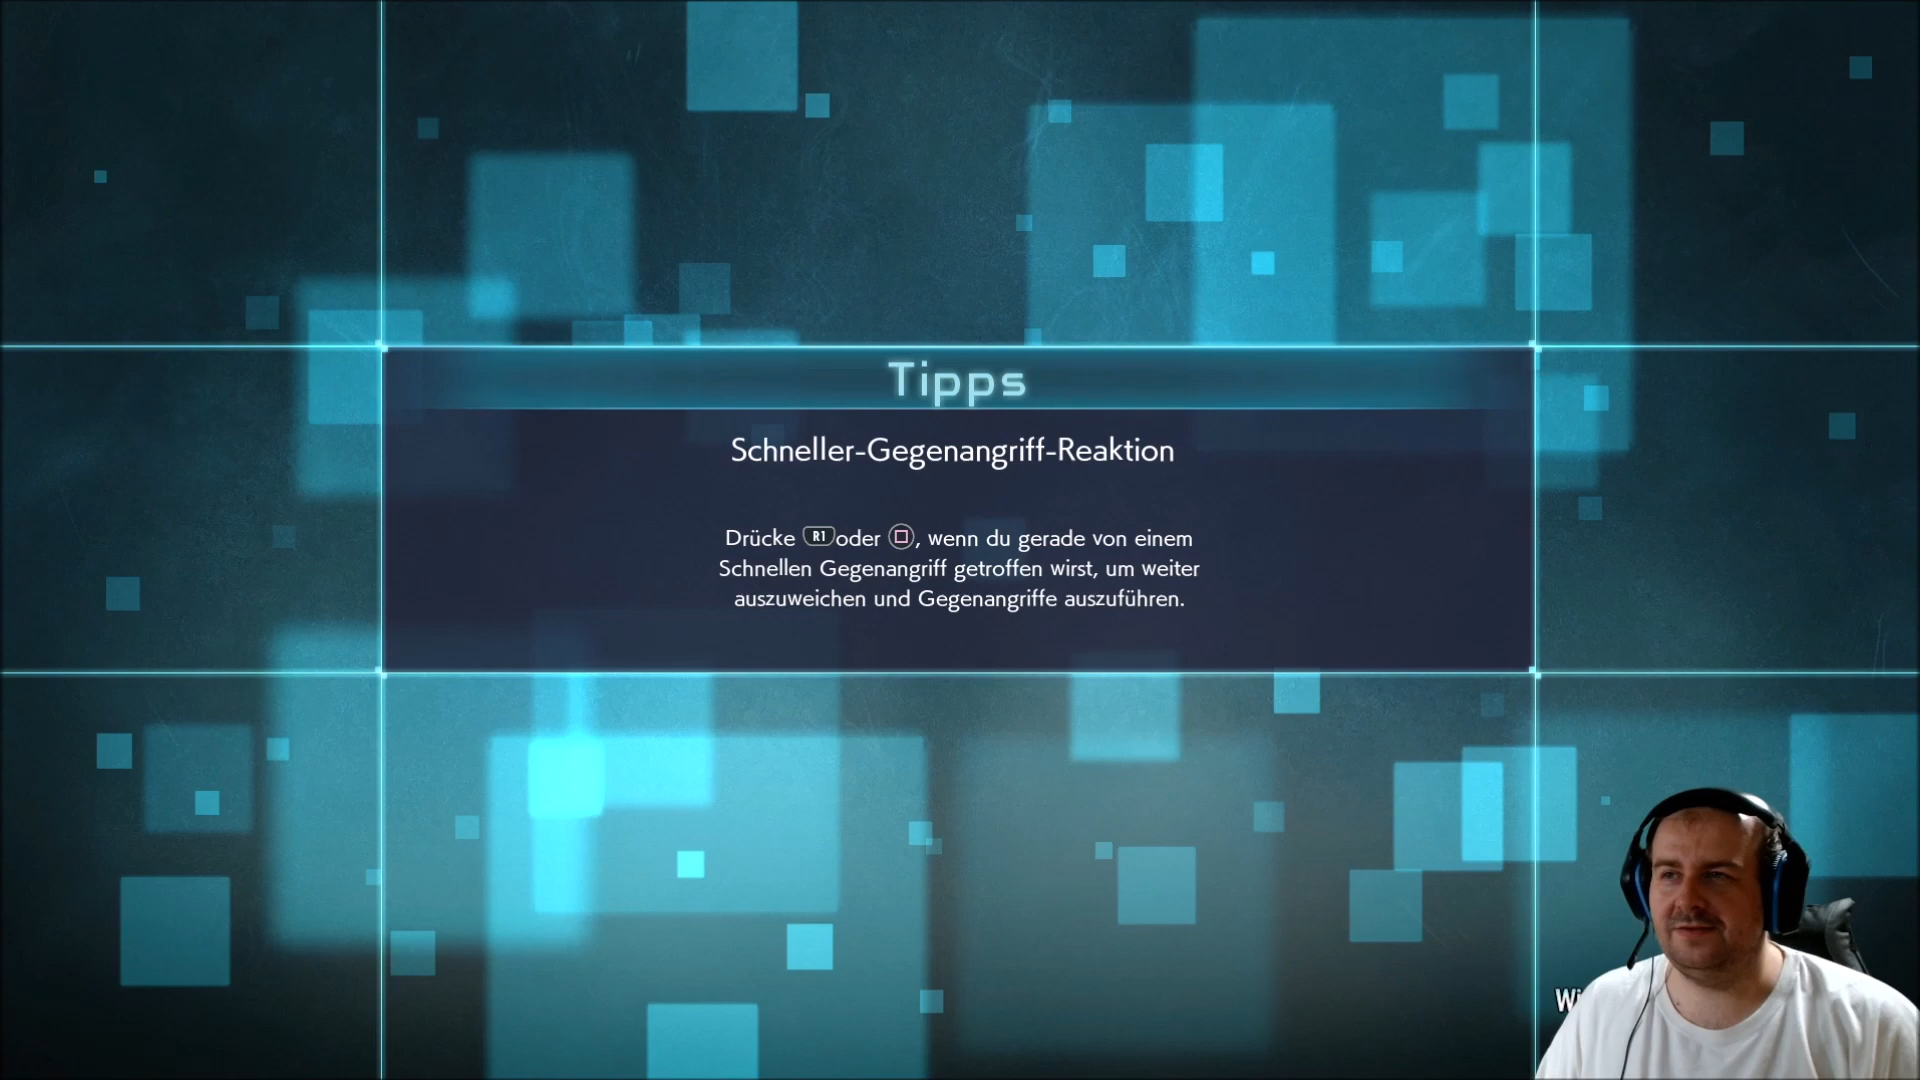 Tipps
Schneller-Gegenangriff-Reaktion
Drücke R1 oder , wenn du gerade von einem
Schnellen Gegenangriff getroffen wirst, um weiter
auszuweichen und Gegenangriffe auszuführen.